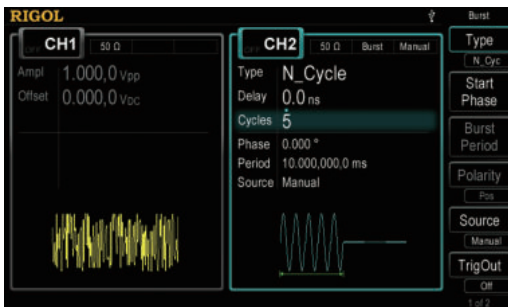 RIGOL
Burst
OFF CH1 50 Ω
Ampl 1.000,0 Vpp
Offset 0.000,0 VDC
OFF CH2 50 Ω Burst Manual
Type N_Cycle
Delay 0.0 ns
Cycles 5
Phase 0.000 °
Period 10.000,000,0 ms
Source Manual
Type
N_Cyc
Start
Phase
Burst
Period
Polarity
Pos
Source
Manual
TrigOut
Off
1 of 2